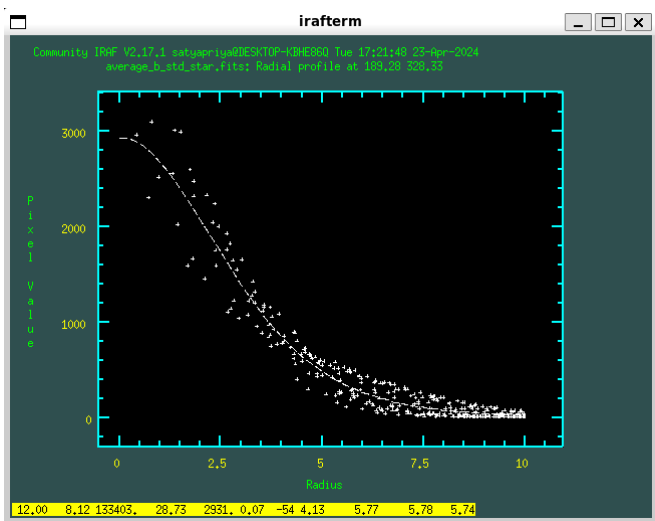 irafterm
Community IRAF V2.17.1 satyapriya@DESKTOP-KBHE86Q Tue 17:21:48 23-Apr-2024
average_b_std_star.fits: Radial profile at 189.28 328.33
3000
2000
1000
0
Pixel Value
0 2.5 5 7.5 10
Radius
12.00 8.12 133403. 28.73 2931. 0.07 -54 4.13 5.77 5.78 5.74